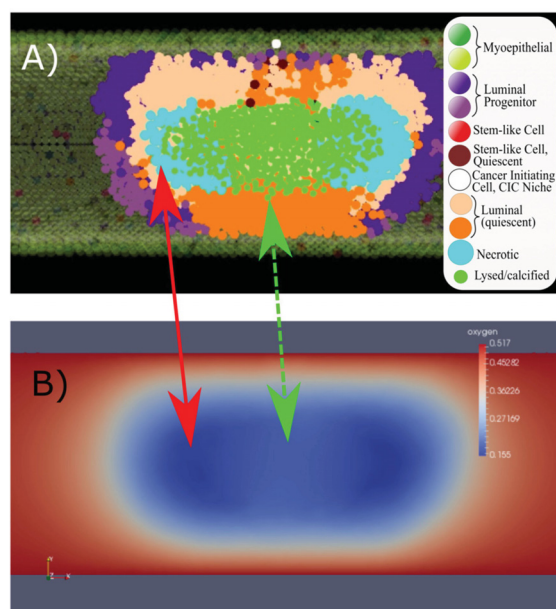 A)
Myoepithelial
Luminal
Progenitor
Stem-like Cell
Stem-like Cell,
Quiescent
Cancer Initiating
Cell, CIC Niche
Luminal
(quiescent)
Necrotic
Lysed/calcified
B)
oxygen
0.517
0.45282
0.36226
0.27169
0.155
Y
Z
X